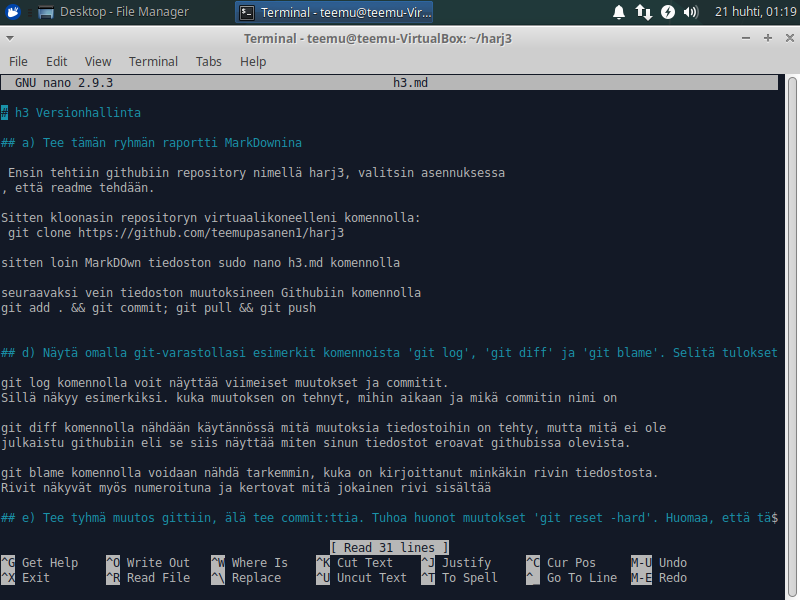 Desktop - File Manager
Terminal - teemu@teemu-Vir...
21 huhti, 01:19
Terminal - teemu@teemu-VirtualBox: ~/harj3
File Edit View Terminal Tabs Help
GNU nano 2.9.3 h3.md
# h3 Versionhallinta
## a) Tee tämän ryhmän raportti MarkDownina
Ensin tehtiin githubiin repository nimellä harj3, valitsin asennuksessa
, että readme tehdään.
Sitten kloonasin repositoryn virtuaalikoneelleni komennolla:
git clone https://github.com/teemupasanen1/harj3
sitten loin MarkDOwn tiedoston sudo nano h3.md komennolla
seuraavaksi vein tiedoston muutoksineen Githubiin komennolla
git add . && git commit; git pull && git push
## d) Näytä omalla git-varastollasi esimerkit komennoista 'git log', 'git diff' ja 'git blame'. Selitä tulokset
git log komennolla voit näyttää viimeiset muutokset ja commitit.
Sillä näkyy esimerkiksi. kuka muutoksen on tehnyt, mihin aikaan ja mikä commitin nimi on
git diff komennolla nähdään käytännössä mitä muutoksia tiedostoihin on tehty, mutta mitä ei ole
julkaistu githubiin eli se siis näyttää miten sinun tiedostot eroavat githubissa olevista.
git blame komennolla voidaan nähdä tarkemmin, kuka on kirjoittanut minkäkin rivin tiedostosta.
Rivit näkyvät myös numeroituna ja kertovat mitä jokainen rivi sisältää
## e) Tee tyhmä muutos gittiin, älä tee commit:ttia. Tuhoa huonot muutokset 'git reset -hard'. Huomaa, että tä$
[ Read 31 lines ]
^G Get Help ^O Write Out ^W Where Is ^K Cut Text ^J Justify ^C Cur Pos M-U Undo
^X Exit ^R Read File ^\ Replace ^U Uncut Text ^T To Spell ^_ Go To Line M-E Redo